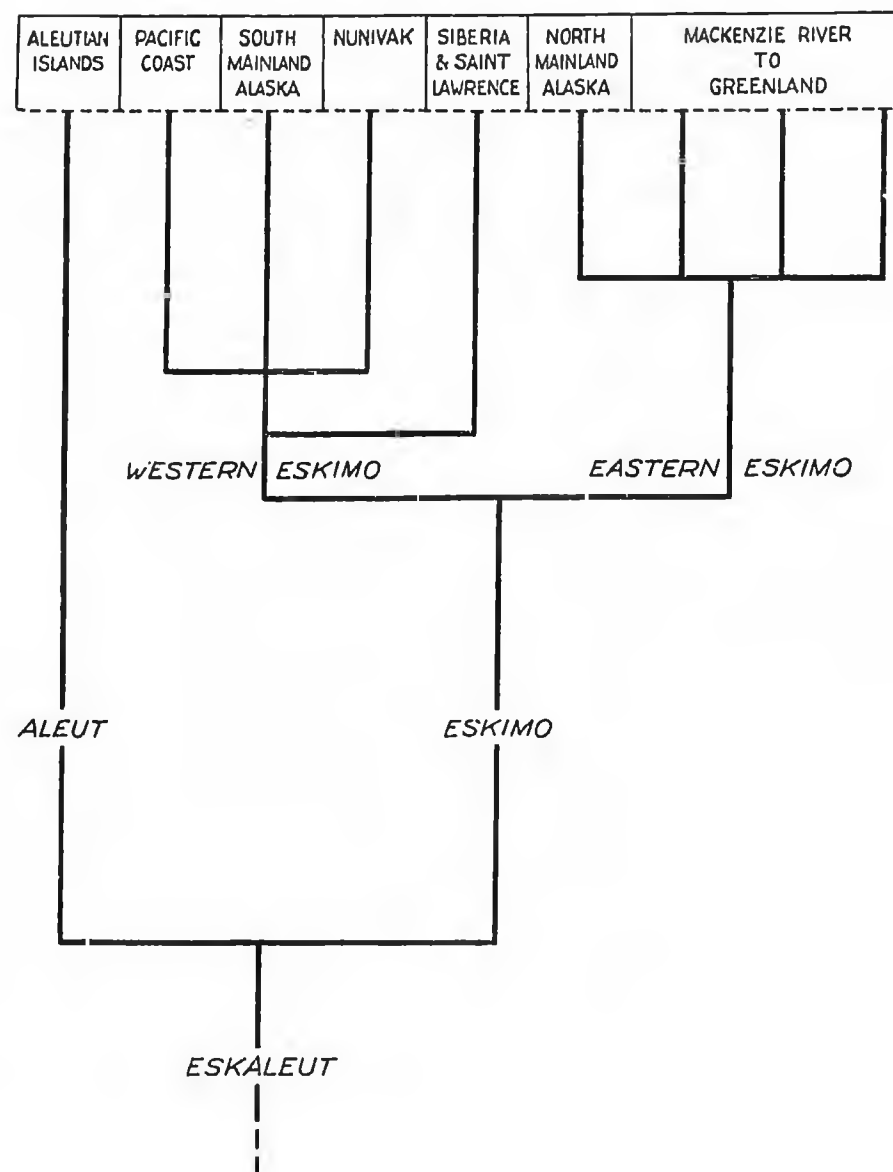 ALEUTIAN
ISLANDS
PACIFIC
COAST
SOUTH
MAINLAND
ALASKA
NUNIVAK
SIBERIA
& SAINT
LAWRENCE
NORTH
MAINLAND
ALASKA
MACKENZIE RIVER
TO
GREENLAND
WESTERN ESKIMO
EASTERN ESKIMO
ALEUT
ESKIMO
ESKALEUT